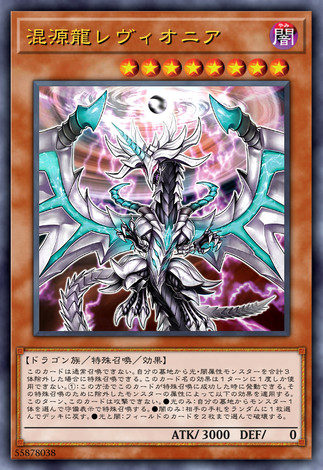 混源龍レヴィオニア
やみ
闇
【ドラゴン族/特殊召喚/効果】
このカードは通常召喚できない。自分の墓地から光・闇属性モンスターを合計3
体除外した場合に特殊召喚できる。このカード名の効果は1ターンに1度しか使
用できない。①:この方法でこのカードが特殊召喚に成功した時に発動できる。そ
の特殊召喚のために除外したモンスターの属性によって以下の効果を適用する。
このターン、このカードは攻撃できない。●光のみ:自分の墓地からモンスター1
体を選んで守備表示で特殊召喚する。●闇のみ:相手の手札をランダムに1枚選
んでデッキに戻す。●光と闇:フィールドのカードを2枚まで選んで破壊する。
ATK/ 3000 DEF/ 0
55878038